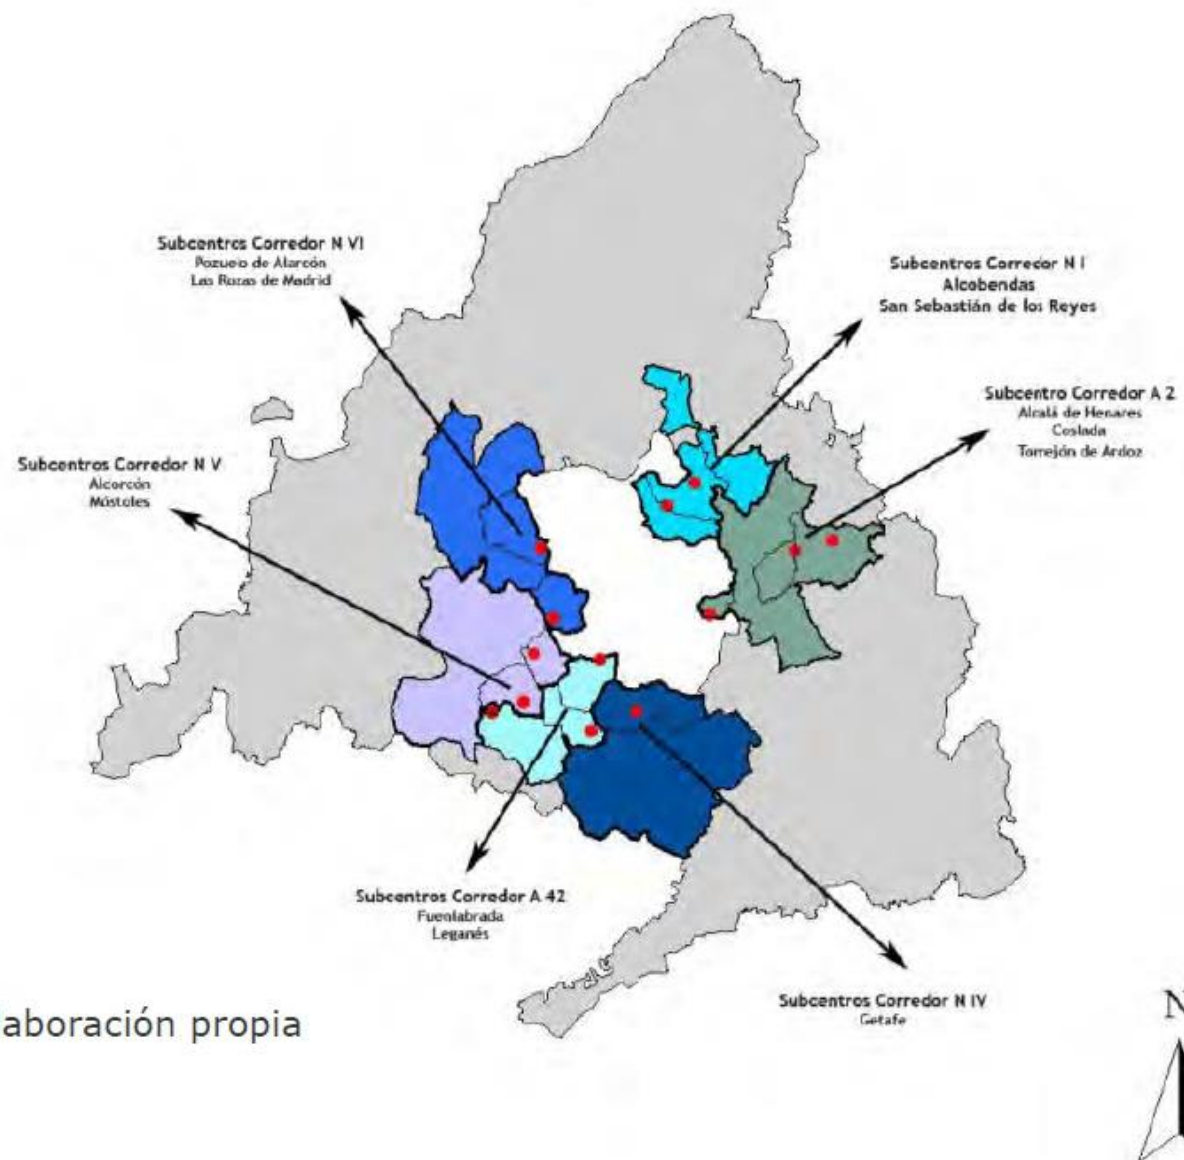 Subcentros Corredor N VI
Pozuelo de Alarcón
Las Rozas de Madrid
Subcentros Corredor N I
Alcobendas
San Sebastián de los Reyes
Subcentro Corredor A 2
Alcalá de Henares
Coslada
Torrejón de Ardoz
Subcentros Corredor N V
Alcorcón
Móstoles
Subcentros Corredor A 42
Fuenlabrada
Leganés
Subcentros Corredor N IV
Getafe
aboración propia
N